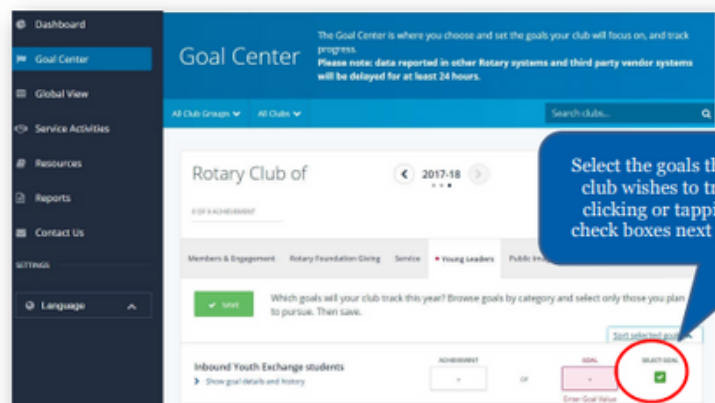 Dashboard
Goal Center
Global View
Service Activities
Resources
Reports
Contact Us
SETTINGS
Language
Goal Center
The Goal Center is where you choose and set the goals your club will focus on, and track
progress.
Please note: data reported in other Rotary systems and third party vendor systems
will be delayed for at least 24 hours.
All Club Groups
All Clubs
Search clubs...
Rotary Club of
2017-18
0 OF 0 ACHIEVEMENT
Select the goals th
club wishes to tr
clicking or tappi
check boxes next
Members & Engagement
Rotary Foundation Giving
Service
Young Leaders
Public Imag
SAVE
Which goals will your club track this year? Browse goals by category and select only those you plan
to pursue. Then save.
Sort selected goal
Inbound Youth Exchange students
Show goal details and history
ACHIEVEMENT
OF
GOAL
SELECT GOAL
Enter Goal Value